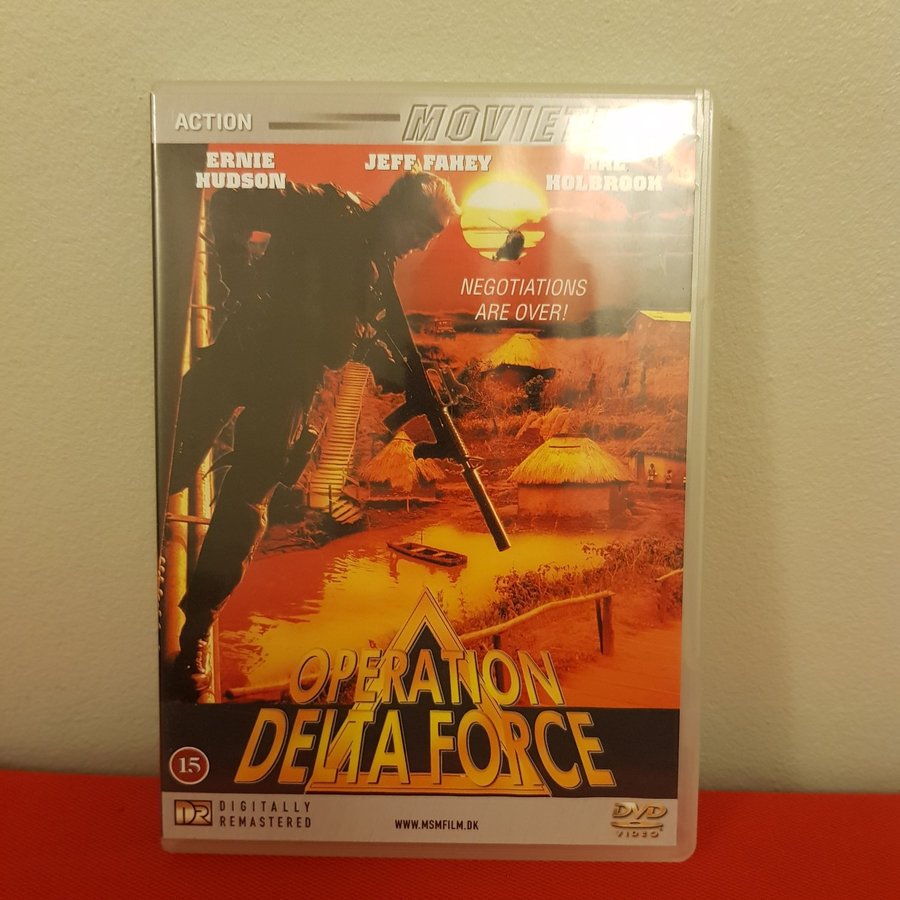 ACTION
ERNIE
HUDSON
JEFF FAHEY
HOLBROOK
NEGOTIATIONS
ARE OVER!
OPERATION
DELTA FORCE
15
DR DIGITALLY
REMASTERED
WWW.MSMFILM.DK
DVD
VIDEO